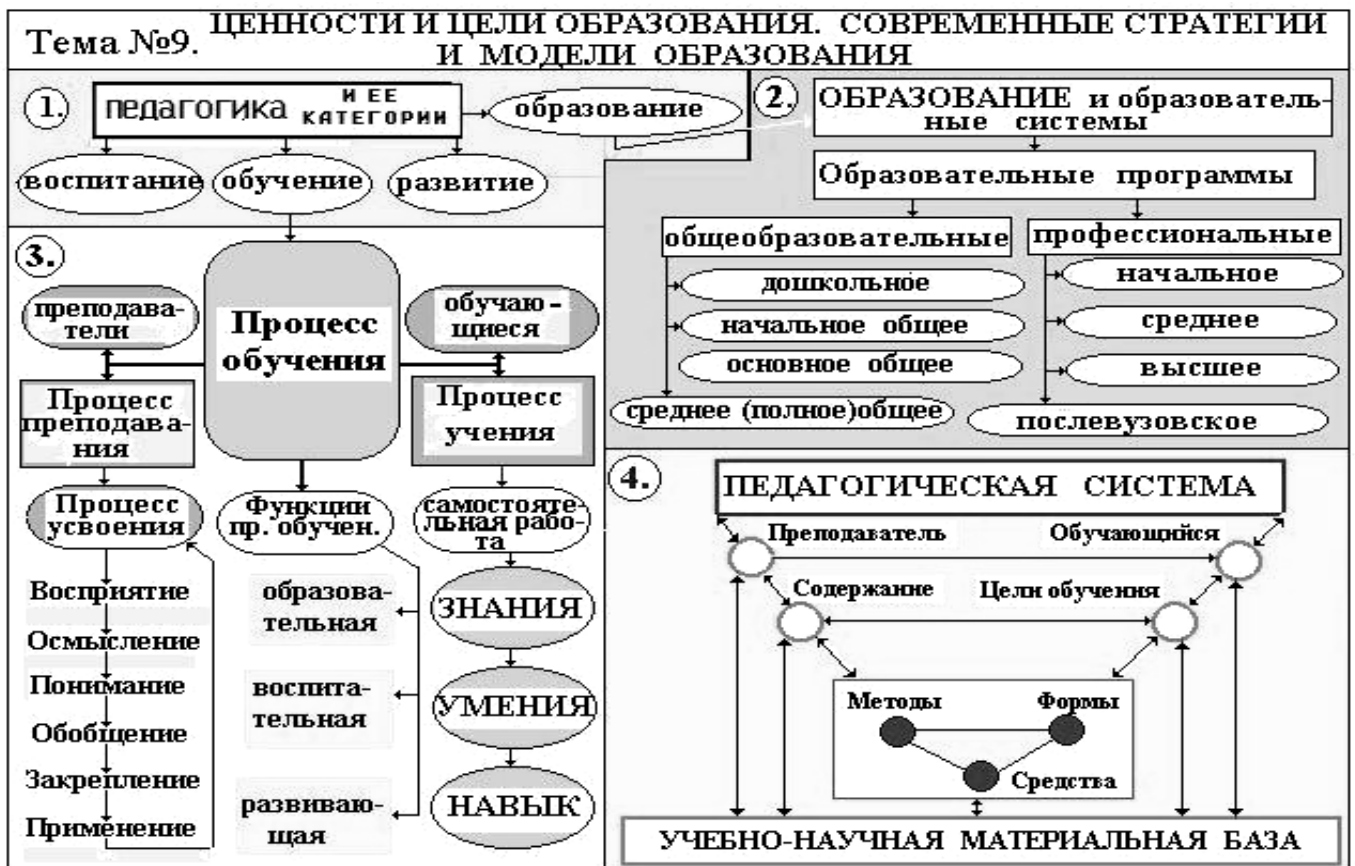 Тема №9. ЦЕННОСТИ И ЦЕЛИ ОБРАЗОВАНИЯ. СОВРЕМЕННЫЕ СТРАТЕГИИ
И МОДЕЛИ ОБРАЗОВАНИЯ
1.
педагогика И ЕЕ
КАТЕГОРИИ
образование
воспитание
обучение
развитие
2.
ОБРАЗОВАНИЕ и образователь-
ные системы
Образовательные программы
общеобразовательные
профессиональные
дошкольное
начальное общее
основное общее
среднее (полное)общее
начальное
среднее
высшее
послевузовское
3.
преподава-
тели
Процесс
обучения
обучаю-
щиеся
Процесс
преподава-
ния
Процесс
учения
Процесс
усвоения
Функции
пр. обучен.
самостояте-
льная рабо-
та
Восприятие
Осмысление
Понимание
Обобщение
Закрепление
Применение
образова-
тельная
воспита-
тельная
развиваю-
щая
ЗНАНИЯ
УМЕНИЯ
НАВЫК
4.
ПЕДАГОГИЧЕСКАЯ СИСТЕМА
Преподаватель
Обучающийся
Содержание
Цели обучения
Методы
Формы
Средства
УЧЕБНО-НАУЧНАЯ МАТЕРИАЛЬНАЯ БАЗА